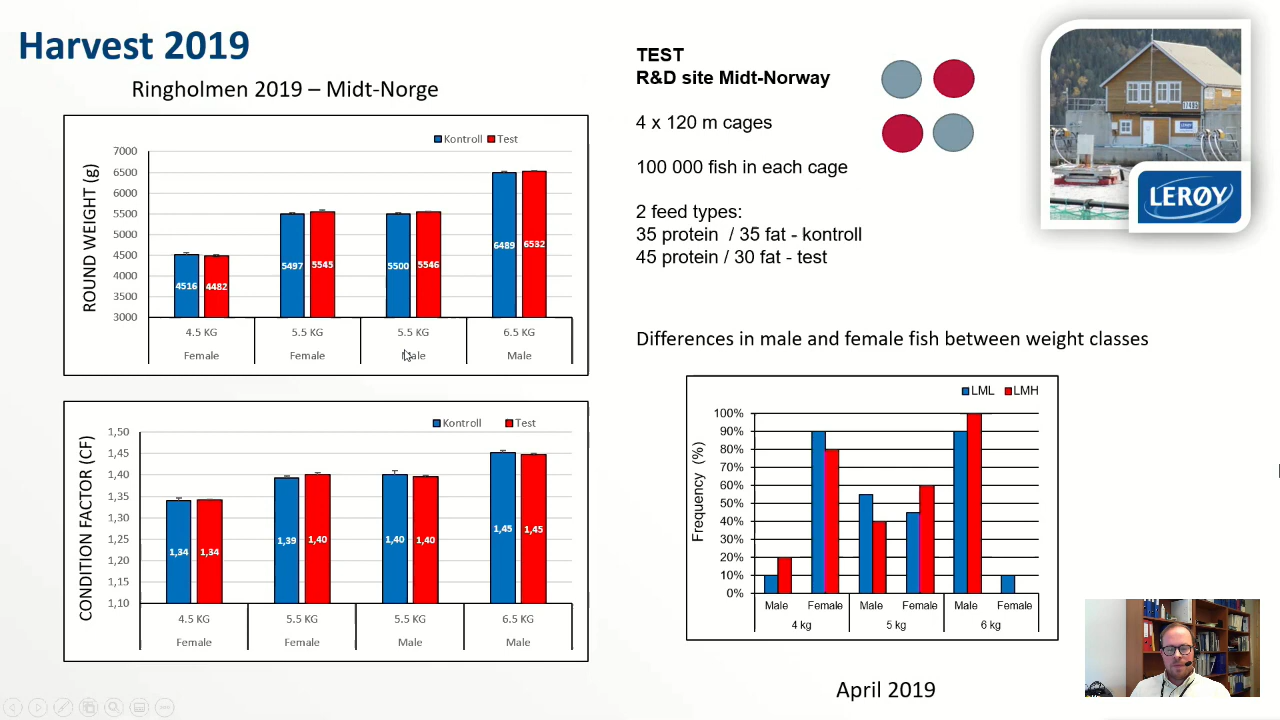 Harvest 2019
Ringholmen 2019 – Midt-Norge
Kontroll Test
ROUND WEIGHT (g)
7000
6500
5500
5000
4500
4000
3500
3000
4516 4482 5497 5545 5500 5546 6489 6532
4.5 KG 5.5 KG 5.5 KG 6.5 KG
Female Female Male Male
Kontroll Test
CONDITION FACTOR (CF)
1,50
1,45
1,40
1,35
1,30
1,25
1,20
1,15
1,10
1,34 1,34 1,39 1,40 1,40 1,40 1,45 1,45
4.5 KG 5.5 KG 5.5 KG 6.5 KG
Female Female Male Male
TEST
R&D site Midt-Norway
4 x 120 m cages
100 000 fish in each cage
2 feed types:
35 protein / 35 fat - kontroll
45 protein / 30 fat - test
LERØY
Differences in male and female fish between weight classes
LML LMH
Frequency (%)
100%
90%
80%
70%
60%
50%
40%
30%
20%
10%
0%
Male Female Male Female Male Female
4 kg 5 kg 6 kg
April 2019